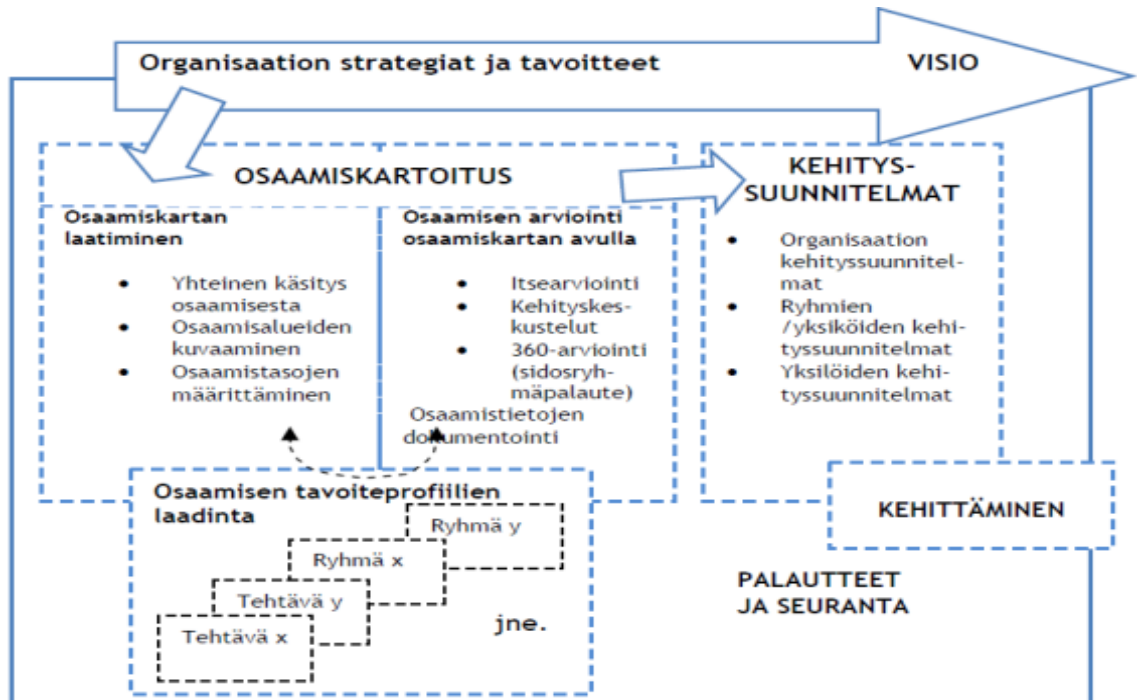 Organisaation strategiat ja tavoitteet
VISIO
OSAAMISKARTOITUS
Osaamiskartan
laatiminen
• Yhteinen käsitys
osaamisesta
• Osaamisalueiden
kuvaaminen
• Osaamistasojen
määrittäminen
Osaamisen arviointi
osaamiskartan avulla
• Itsearviointi
• Kehityskes-
kustelut
• 360-arviointi
(sidosryh-
mäpalaute)
Osaamistietojen
dokumentointi
KEHITYS-
SUUNNITELMAT
• Organisaation
kehityssuunnitel-
mat
• Ryhmien
/yksiköiden kehi-
tyssuunnitelmat
• Yksilöiden kehi-
tyssuunnitelmat
Osaamisen tavoiteprofiilien
laadinta
Ryhmä y
Ryhmä x
Tehtävä y
Tehtävä x
jne.
KEHITTÄMINEN
PALAUTTEET
JA SEURANTA